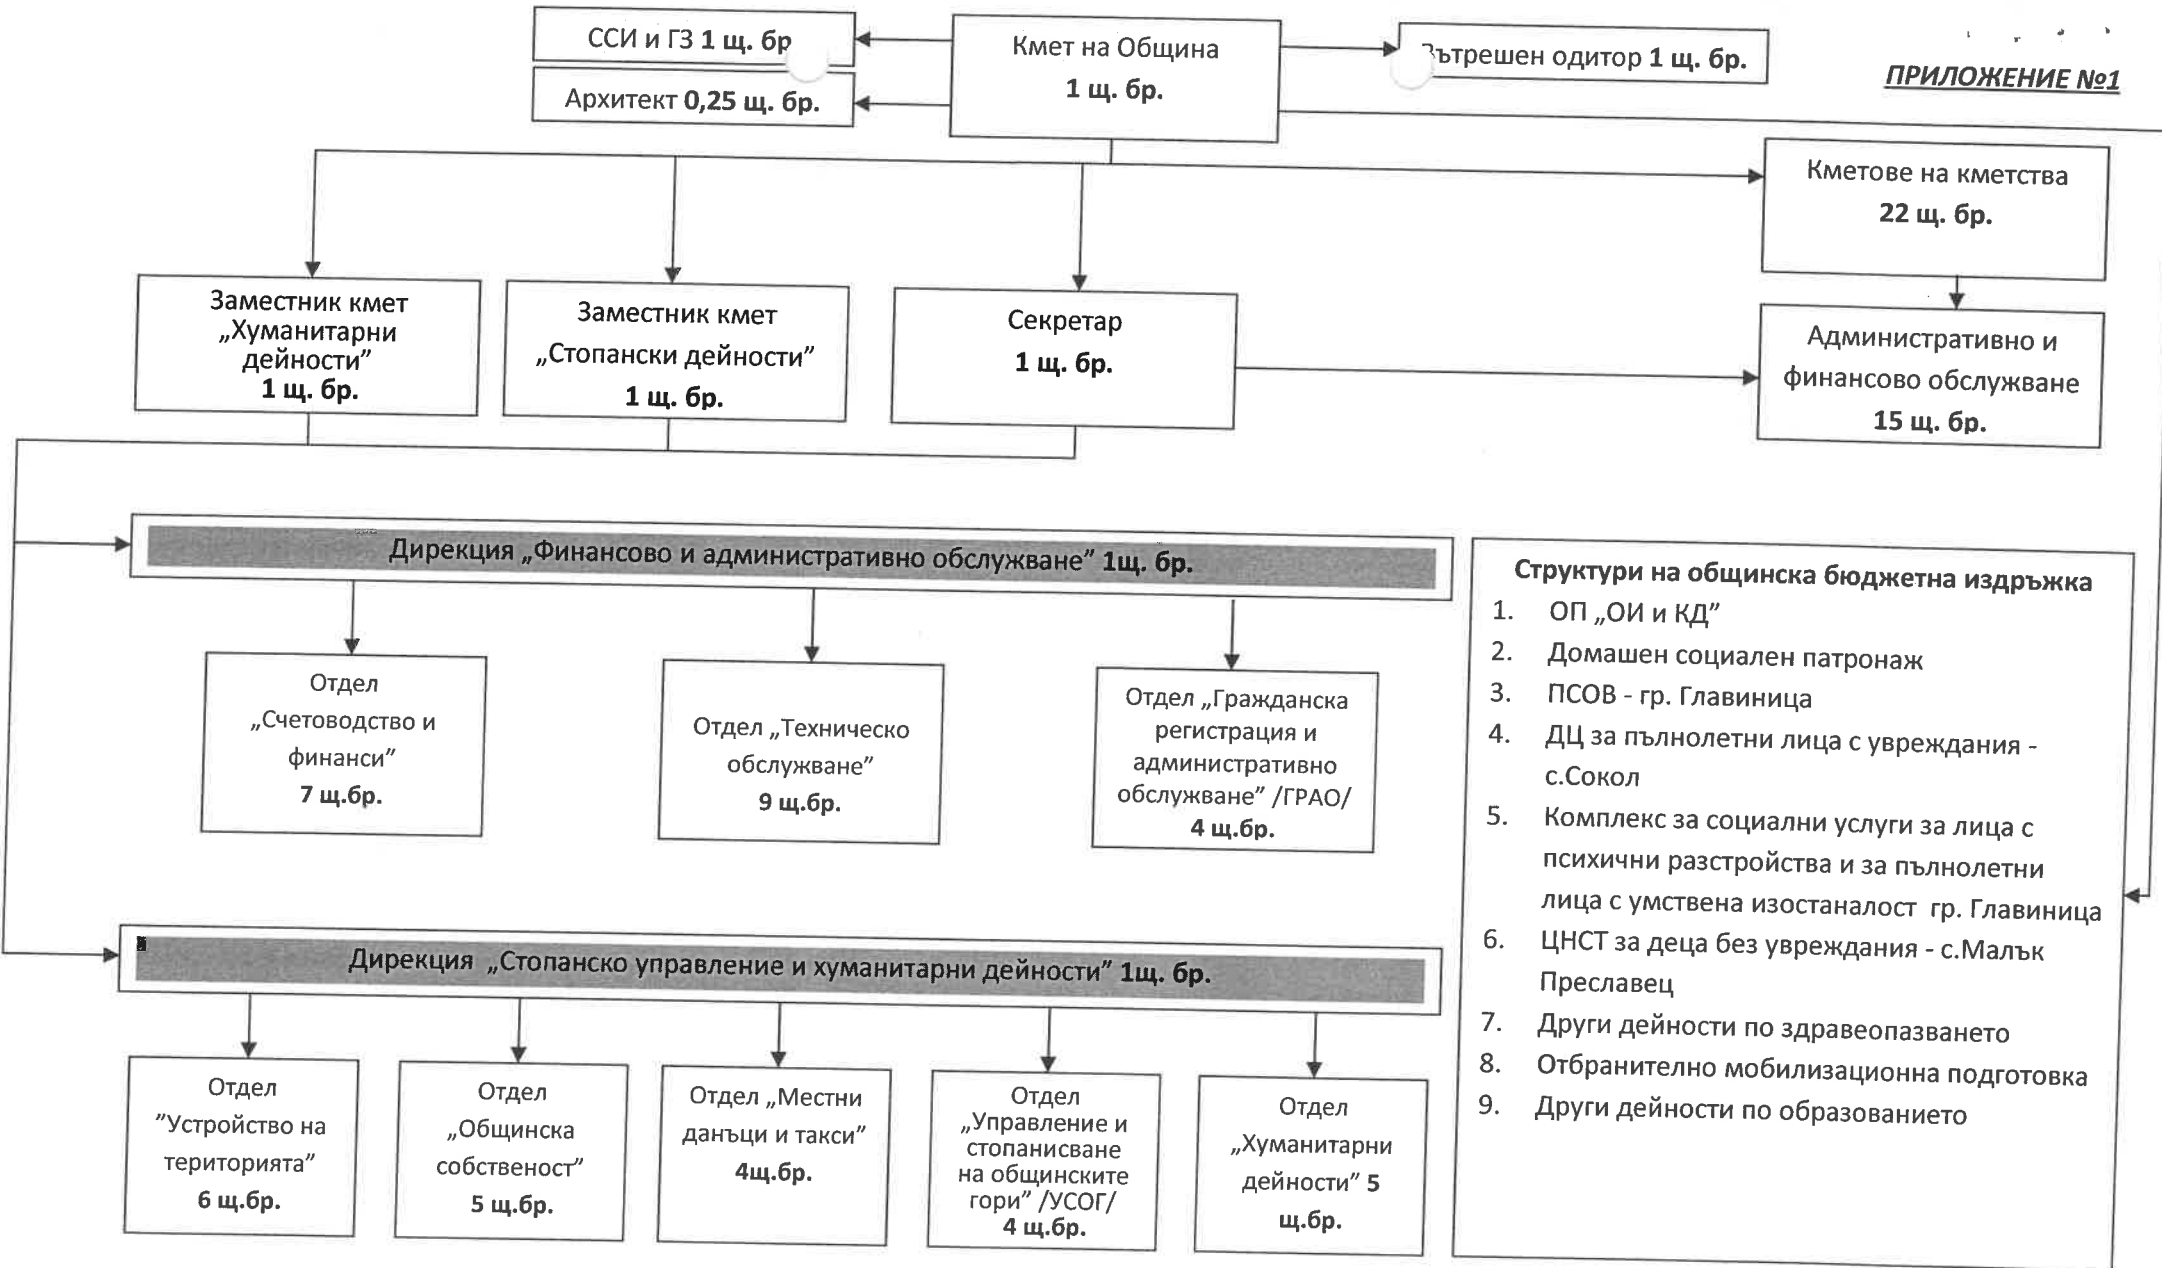 ССИ и ГЗ 1 щ. бр
Архитект 0,25 щ. бр.
Кмет на Община
1 щ. бр.
одитор 1 щ. бр.
ПРИЛОЖЕНИЕ №1
Кметове на кметства
22 щ. бр.
Заместник кмет
„Хуманитарни
дейности”
1 щ. бр.
Заместник кмет
„Стопански дейности”
1 щ. бр.
Секретар
1 щ. бр.
Административно и
финансово обслужване
15 щ. бр.
Дирекция „Финансово и административно обслужване” 1щ. бр.
Отдел
„Счетоводство и
финанси”
7 щ.бр.
Отдел „Техническо
обслужване”
9 щ.бр.
Отдел „Гражданска
регистрация и
административно
обслужване” /ГРАО/
4 щ.бр.
Дирекция „Стопанско управление и хуманитарни дейности” 1щ. бр.
Отдел
”Устройство на
територията”
6 щ.бр.
Отдел
„Общинска
собственост”
5 щ.бр.
Отдел „Местни
данъци и такси”
4щ.бр.
Отдел
„Управление и
стопанисване
на общинските
гори” /УСОГ/
4 щ.бр.
Отдел
„Хуманитарни
дейности” 5
щ.бр.
Структури на общинска бюджетна издръжка
1. ОП „ОИ и КД”
2. Домашен социален патронаж
3. ПСОВ - гр. Главиница
4. ДЦ за пълнолетни лица с увреждания -
с.Сокол
5. Комплекс за социални услуги за лица с
психични разстройства и за пълнолетни
лица с умствена изостаналост гр. Главиница
6. ЦНСТ за деца без увреждания - с.Малък
Преславец
7. Други дейности по здравеопазването
8. Отбранително мобилизационна подготовка
9. Други дейности по образованието